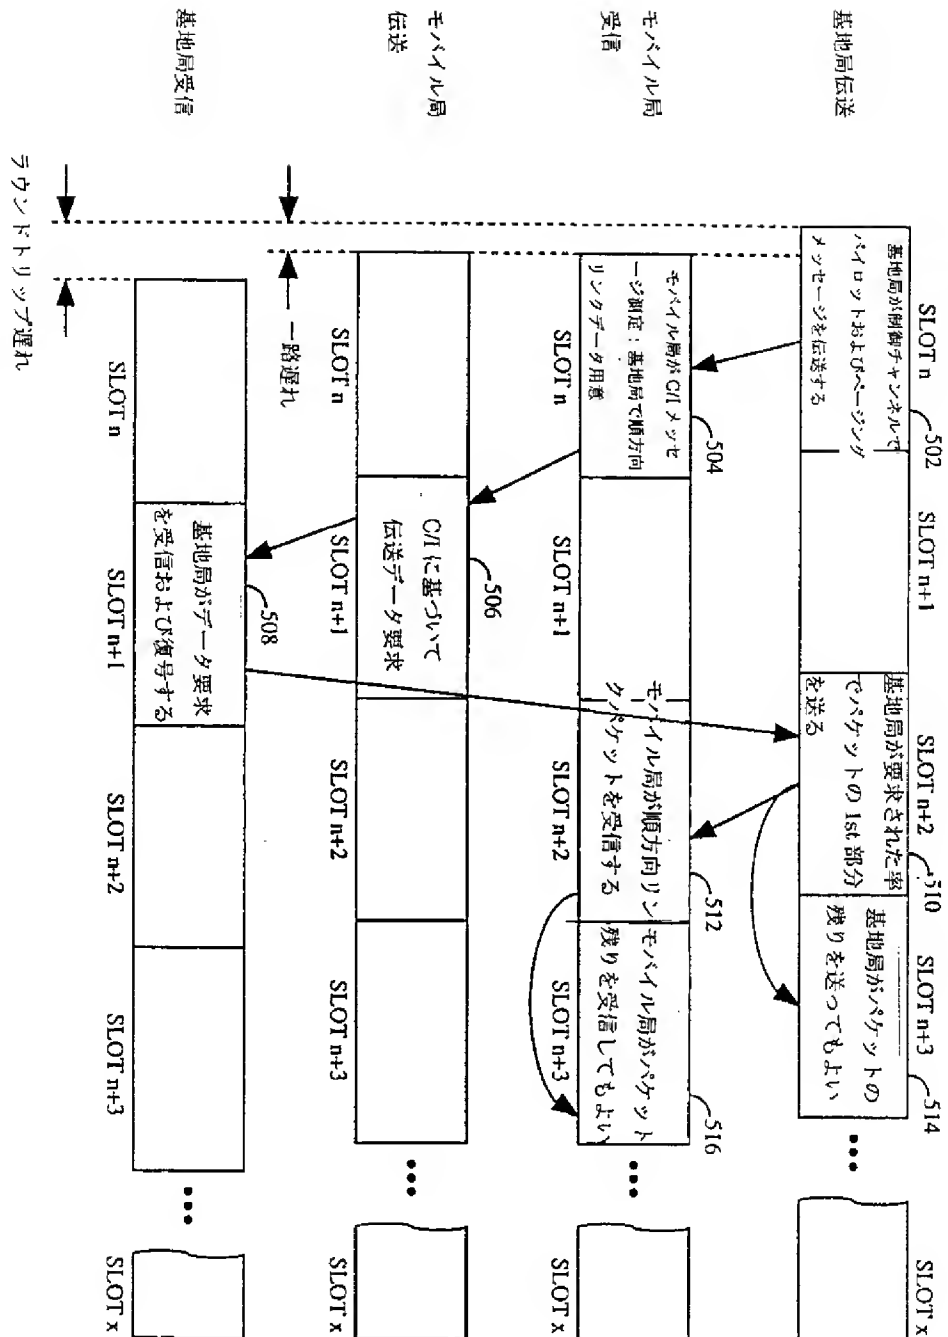 基地局伝送
SLOT n
502
基地局が制御チャンネルで
パイロットおよびページング
メッセージを伝送する
SLOT n+1
SLOT n+2
510
基地局が要求された率
でパケットの1st部分
を送る
SLOT n+3
514
基地局がパケットの
残りを送ってもよい
SLOT x
モバイル局
受信
504
モバイル局がC/Iメッセ
ージ測定：基地局で順方向
リンクデータ用意
SLOT n
SLOT n+1
512
モバイル局が順方向リン
クパケットを受信する
SLOT n+2
516
モバイル局がパケット
残りを受信してもよい
SLOT n+3
SLOT x
モバイル局
伝送
SLOT n
506
C/Iに基づいて
伝送データ要求
SLOT n+1
SLOT n+2
SLOT n+3
SLOT x
一路遅れ
基地局受信
SLOT n
508
基地局がデータ要求
を受信および復号する
SLOT n+1
SLOT n+2
SLOT n+3
SLOT x
ラウンドトリップ遅れ